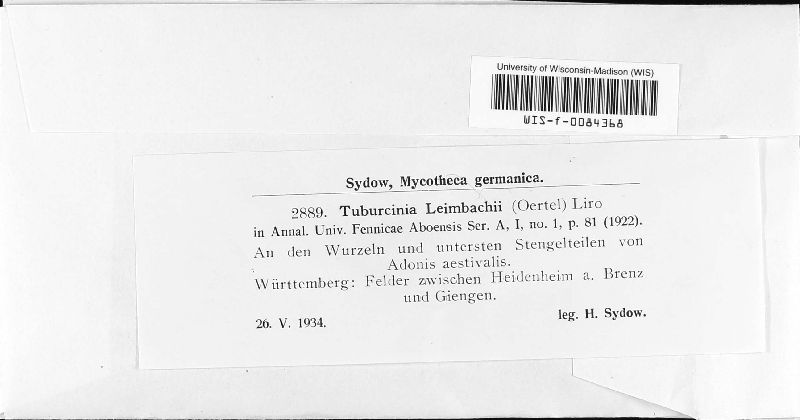 University of Wisconsin-Madison (WIS)
WIS-f-0084368
Sydow, Mycotheca germanica.
2889. Tuburcinia Leimbachii (Oertel) Liro
in Annal. Univ. Fennicae Aboensis Ser. A, I, no. 1, p. 81 (1922).
An den Wurzeln und untersten Stengelteilen von
Adonis aestivalis.
Württemberg: Felder zwischen Heidenheim a. Brenz
und Giengen.
26. V. 1934.
leg. H. Sydow.